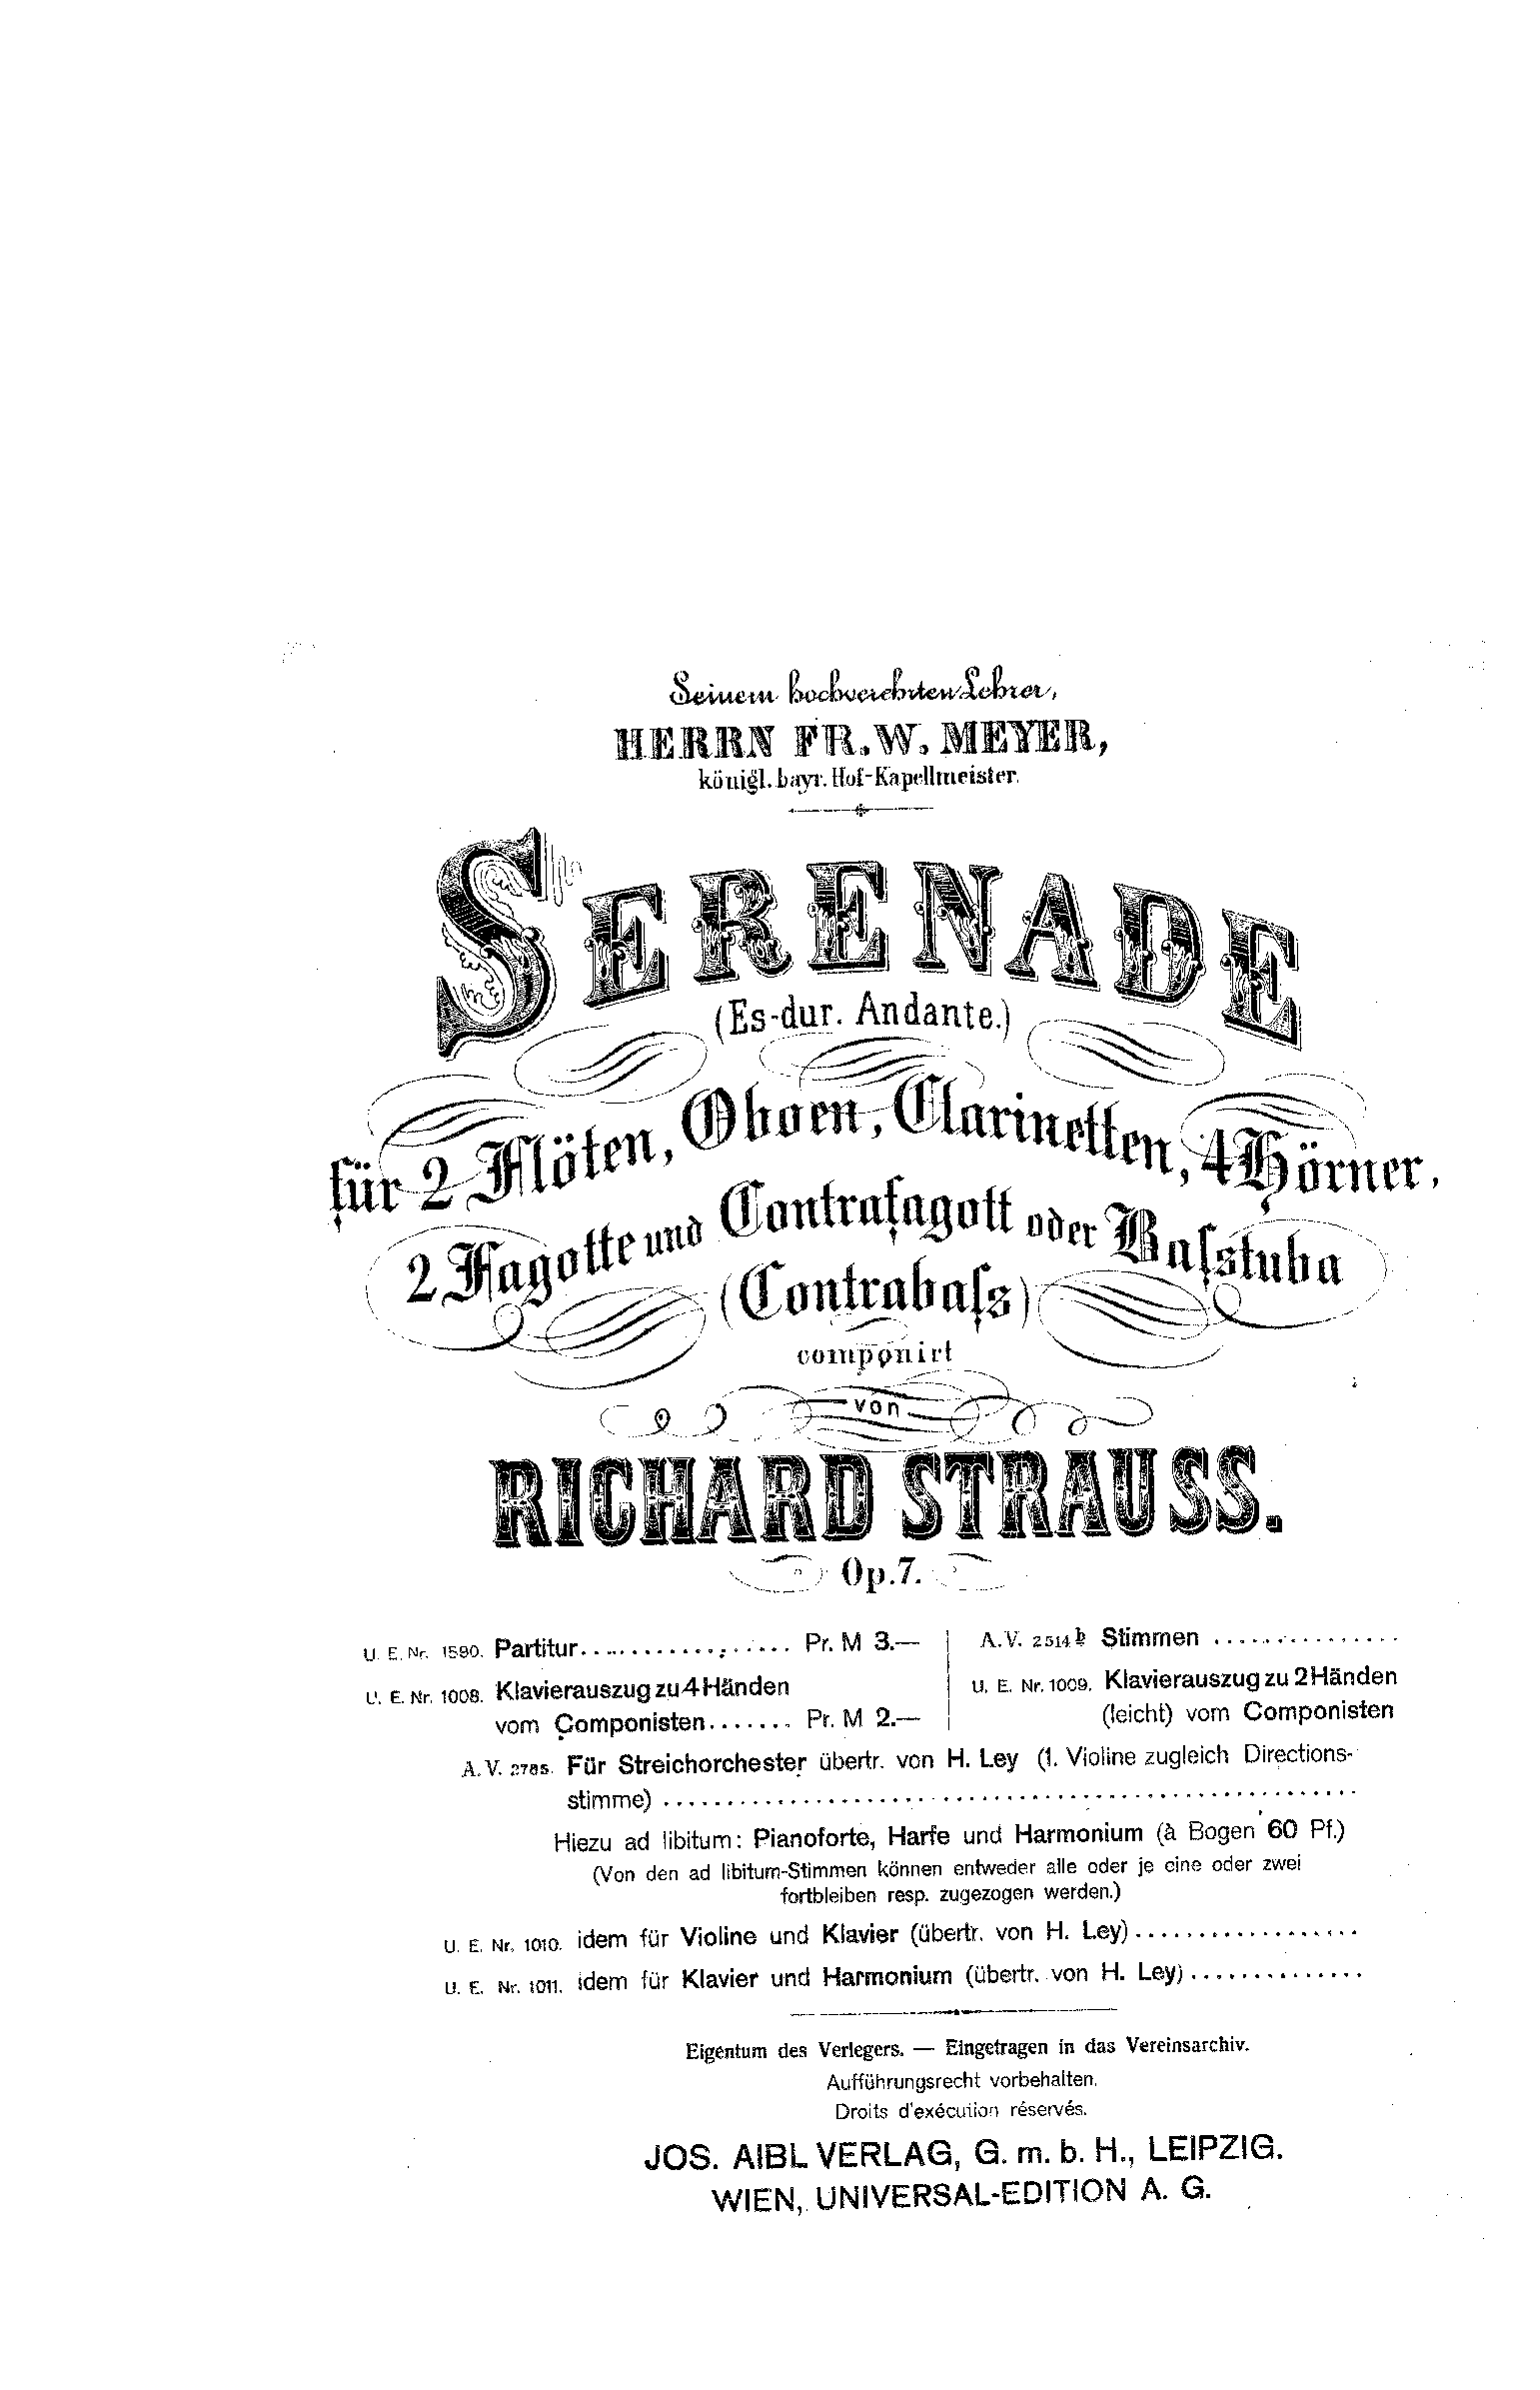 Seinem hochverehrten Lehrer,
HERRN FR. W. MEYER,
königl. bayr. Hof-Kapellmeister.
SERENADE
(Es-dur. Andante.)
für 2 Flöten, Oboen, Clarinetten, 4 Hörner,
2 Fagotte und Contrafagott oder Bafstuba
(Contrabafs)
componirt
von
RICHARD STRAUSS.
Op. 7.
U. E. Nr. 1590. Partitur .................... Pr. M 3.—
U. E. Nr. 1008. Klavierauszug zu 4 Händen
vom Componisten ....... Pr. M 2.—
A. V. 2514b Stimmen ................
U. E. Nr. 1009. Klavierauszug zu 2 Händen
(leicht) vom Componisten
A. V. 2785. Für Streichorchester übertr. von H. Ley (1. Violine zugleich Directions-
stimme) ........................................................
Hiezu ad libitum: Pianoforte, Harfe und Harmonium (à Bogen 60 Pf.)
(Von den ad libitum-Stimmen können entweder alle oder je eine oder zwei
fortbleiben resp. zugezogen werden.)
U. E. Nr. 1010. idem für Violine und Klavier (übertr. von H. Ley) ..................
U. E. Nr. 1011. idem für Klavier und Harmonium (übertr. von H. Ley) ..............
Eigentum des Verlegers. — Eingetragen in das Vereinsarchiv.
Aufführungsrecht vorbehalten.
Droits d'exécution réservés.
JOS. AIBL VERLAG, G. m. b. H., LEIPZIG.
WIEN, UNIVERSAL-EDITION A. G.